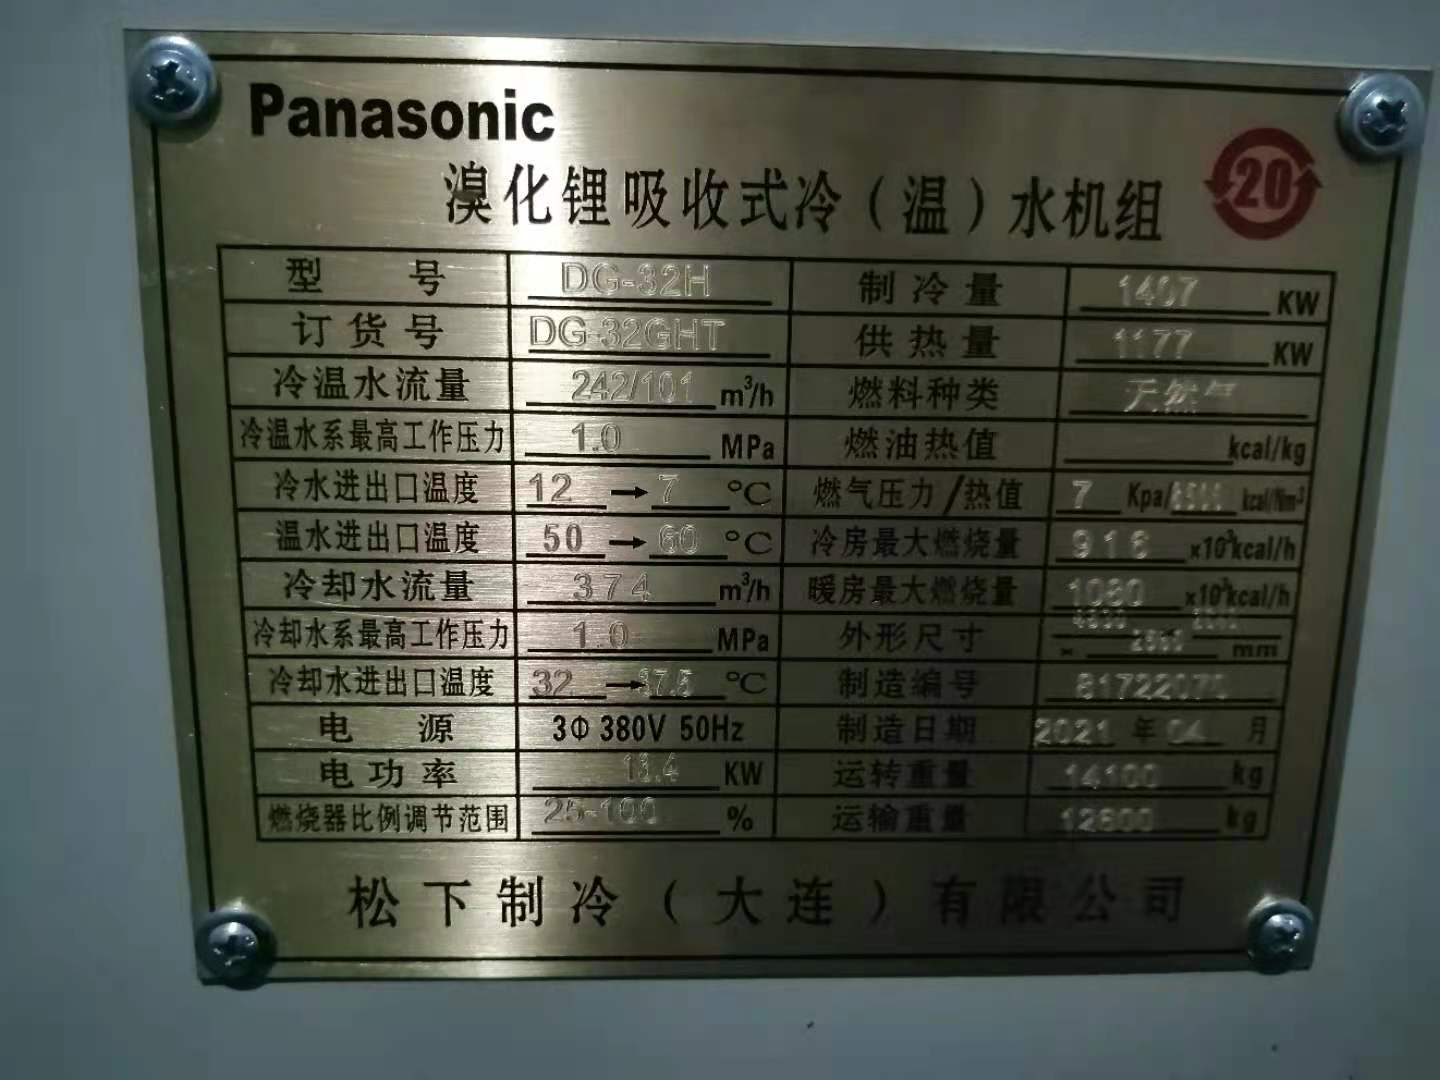 Panasonic
溴化锂吸收式冷（温）水机组
20
型 号 DG-32H 制冷量 1407 KW
订货号 DG-32GHT 供热量 1177 KW
冷温水流量 242/101 m³/h 燃料种类 天然气
冷温水系最高工作压力 1.0 MPa 燃油热值 kcal/kg
冷水进出口温度 12 → 7 °C 燃气压力/热值 7 Kpa/ kcal/Nm³
温水进出口温度 50 → 60 °C 冷房最大燃烧量 916 x10³kcal/h
冷却水流量 374 m³/h 暖房最大燃烧量 1060 x10³kcal/h
冷却水系最高工作压力 1.0 MPa 外形尺寸 × mm
冷却水进出口温度 32 → 37.5 °C 制造编号 81722070
电 源 3Φ 380V 50Hz 制造日期 2021 年 04 月
电功率 13.4 KW 运转重量 14100 kg
燃烧器比例调节范围 25-100 % 运输重量 12600 kg
松下制冷（大连）有限公司